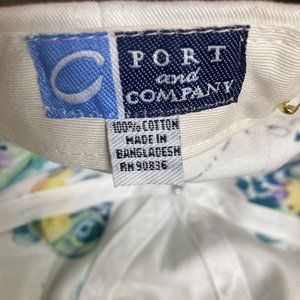 C
PORT
and
COMPANY
100% COTTON
MADE IN
BANGLADESH
RN 90836